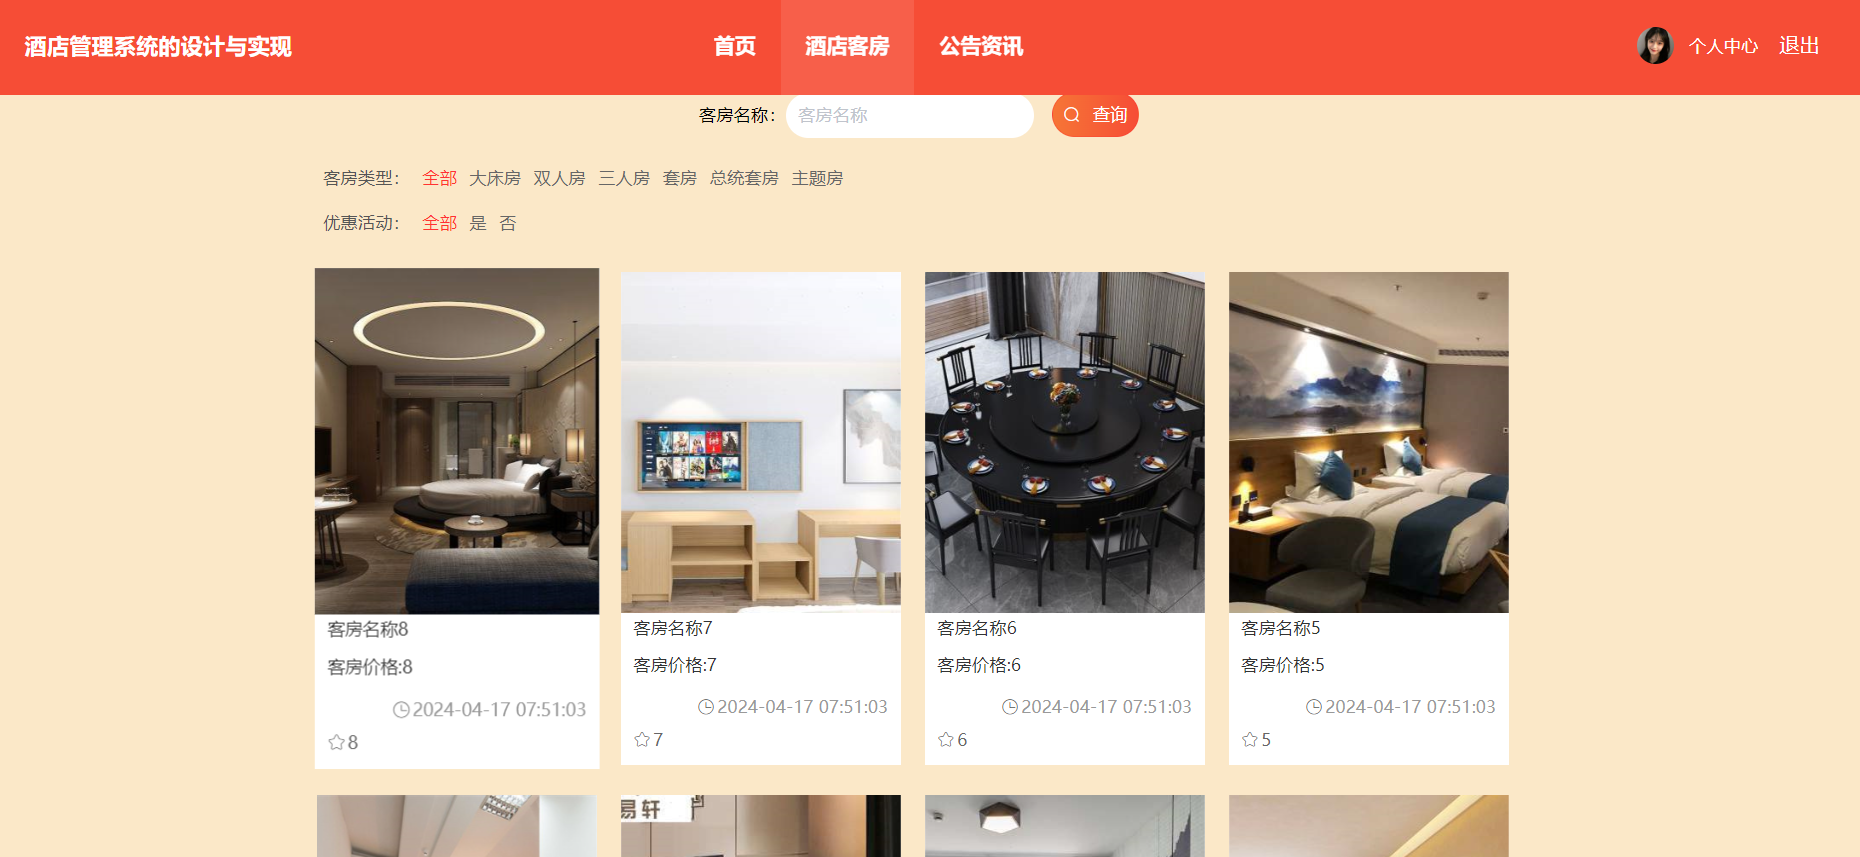 酒店管理系统的设计与实现
首页 酒店客房 公告资讯
个人中心 退出
客房名称： 客房名称 查询
客房类型： 全部 大床房 双人房 三人房 套房 总统套房 主题房
优惠活动： 全部 是 否
客房名称8
客房价格:8
2024-04-17 07:51:03
8
客房名称7
客房价格:7
2024-04-17 07:51:03
7
客房名称6
客房价格:6
2024-04-17 07:51:03
6
客房名称5
客房价格:5
2024-04-17 07:51:03
5
易轩